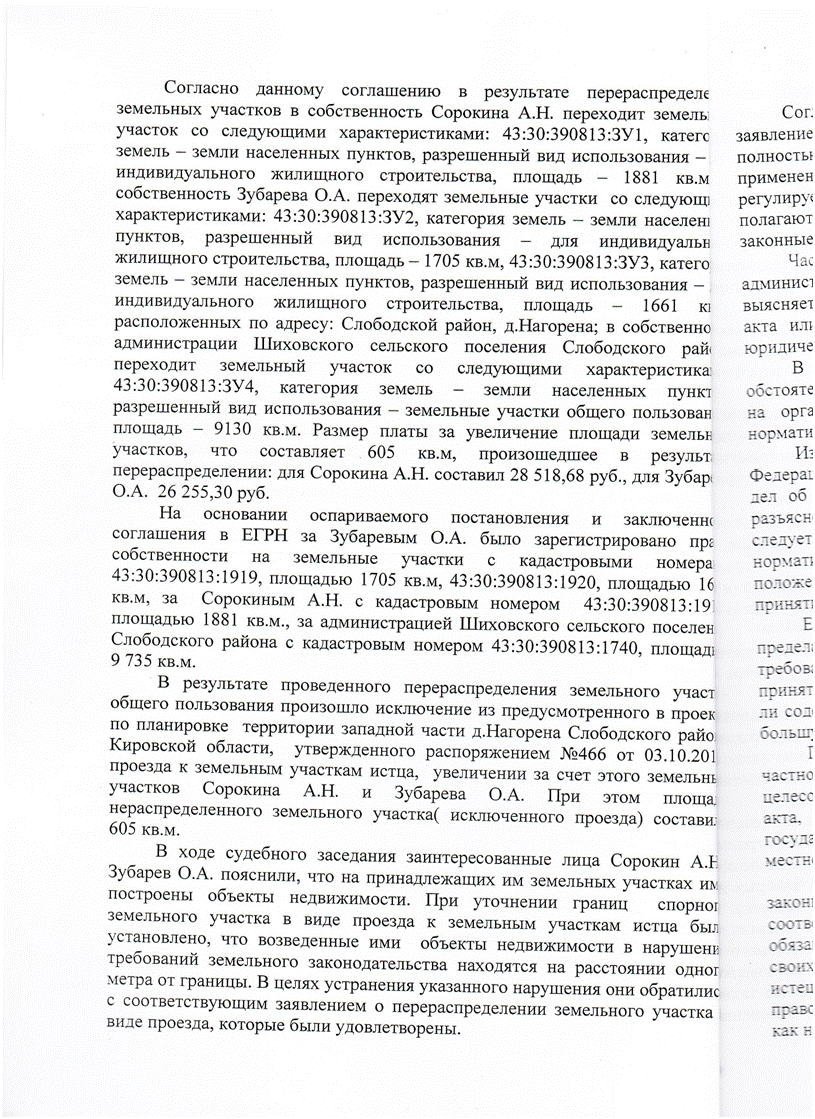 Согласно данному соглашению в результате перераспределе
земельных участков в собственность Сорокина А.Н. переходит земель
участок со следующими характеристиками: 43:30:390813:ЗУ1, катего
земель – земли населенных пунктов, разрешенный вид использования –
индивидуального жилищного строительства, площадь – 1881 кв.м
собственность Зубарева О.А. переходят земельные участки со следующ
характеристиками: 43:30:390813:ЗУ2, категория земель – земли населен
пунктов, разрешенный вид использования – для индивидуальн
жилищного строительства, площадь – 1705 кв.м, 43:30:390813:ЗУ3, катего
земель – земли населенных пунктов, разрешенный вид использования –
индивидуального жилищного строительства, площадь – 1661 к
расположенных по адресу: Слободской район, д.Нагорена; в собственно
администрации Шиховского сельского поселения Слободского рай
переходит земельный участок со следующими характеристика
43:30:390813:ЗУ4, категория земель – земли населенных пункт
разрешенный вид использования – земельные участки общего пользован
площадь – 9130 кв.м. Размер платы за увеличение площади земельн
участков, что составляет 605 кв.м, произошедшее в результ
перераспределении: для Сорокина А.Н. составил 28 518,68 руб., для Зубар
О.А. 26 255,30 руб.
На основании оспариваемого постановления и заключенно
соглашения в ЕГРН за Зубаревым О.А. было зарегистрировано пра
собственности на земельные участки с кадастровыми номера
43:30:390813:1919, площадью 1705 кв.м, 43:30:390813:1920, площадью 16
кв.м, за Сорокиным А.Н. с кадастровым номером 43:30:390813:19
площадью 1881 кв.м., за администрацией Шиховского сельского поселен
Слободского района с кадастровым номером 43:30:390813:1740, площад
9 735 кв.м.
В результате проведенного перераспределения земельного участ
общего пользования произошло исключение из предусмотренного в проек
по планировке территории западной части д.Нагорена Слободского райо
Кировской области, утвержденного распоряжением №466 от 03.10.201
проезда к земельным участкам истца, увеличении за счет этого земельн
участков Сорокина А.Н. и Зубарева О.А. При этом площа
нераспределенного земельного участка( исключенного проезда) состави
605 кв.м.
В ходе судебного заседания заинтересованные лица Сорокин А.Н
Зубарев О.А. пояснили, что на принадлежащих им земельных участках им
построены объекты недвижимости. При уточнении границ спорног
земельного участка в виде проезда к земельным участкам истца был
установлено, что возведенные ими объекты недвижимости в нарушени
требований земельного законодательства находятся на расстоянии одног
метра от границы. В целях устранения указанного нарушения они обратилис
с соответствующим заявлением о перераспределении земельного участка
виде проезда, которые были удовлетворены.
Сог
заявление
полность
применен
регулируе
полагают
законные
Час
админист
выясняет
акта или
юридиче
В
обстояте
на орга
нормати
Из
Федерац
дел об
разъясн
следует
нормати
положе
принят
Е
предела
требова
принят
ли сод
больш
частно
целесо
акта,
госуда
местно
закон
соотве
обяза
своих
истец
право
как н